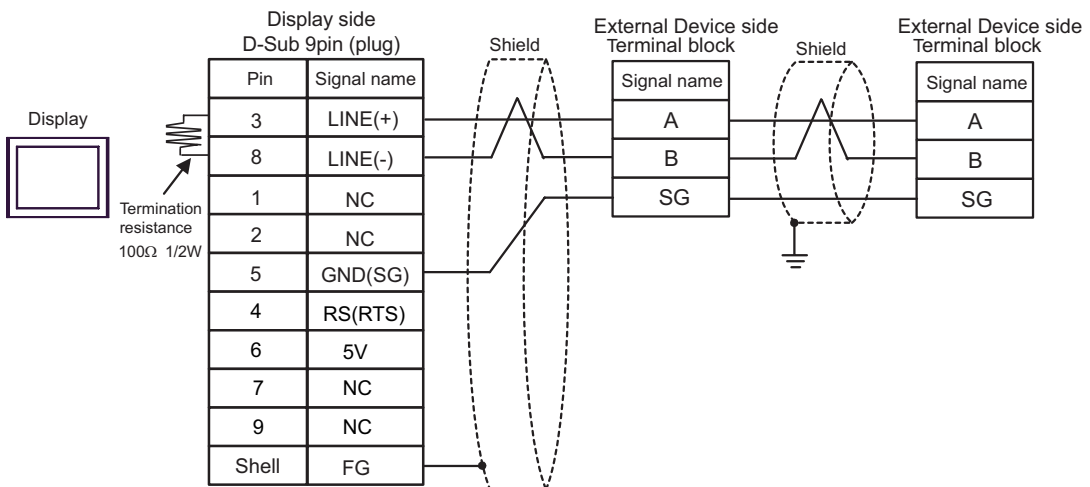 Display side
D-Sub 9pin (plug)
Shield
External Device side
Terminal block
Shield
External Device side
Terminal block
Pin Signal name
Signal name
Signal name
Display
3 LINE(+)
A
A
8 LINE(-)
B
B
1 NC
SG
SG
Termination
resistance
100Ω 1/2W
2 NC
5 GND(SG)
4 RS(RTS)
6 5V
7 NC
9 NC
Shell FG